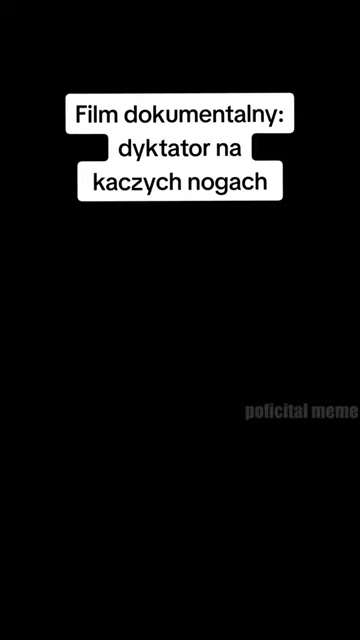 Film dokumentalny:
dyktator na
kaczych nogach
policital meme